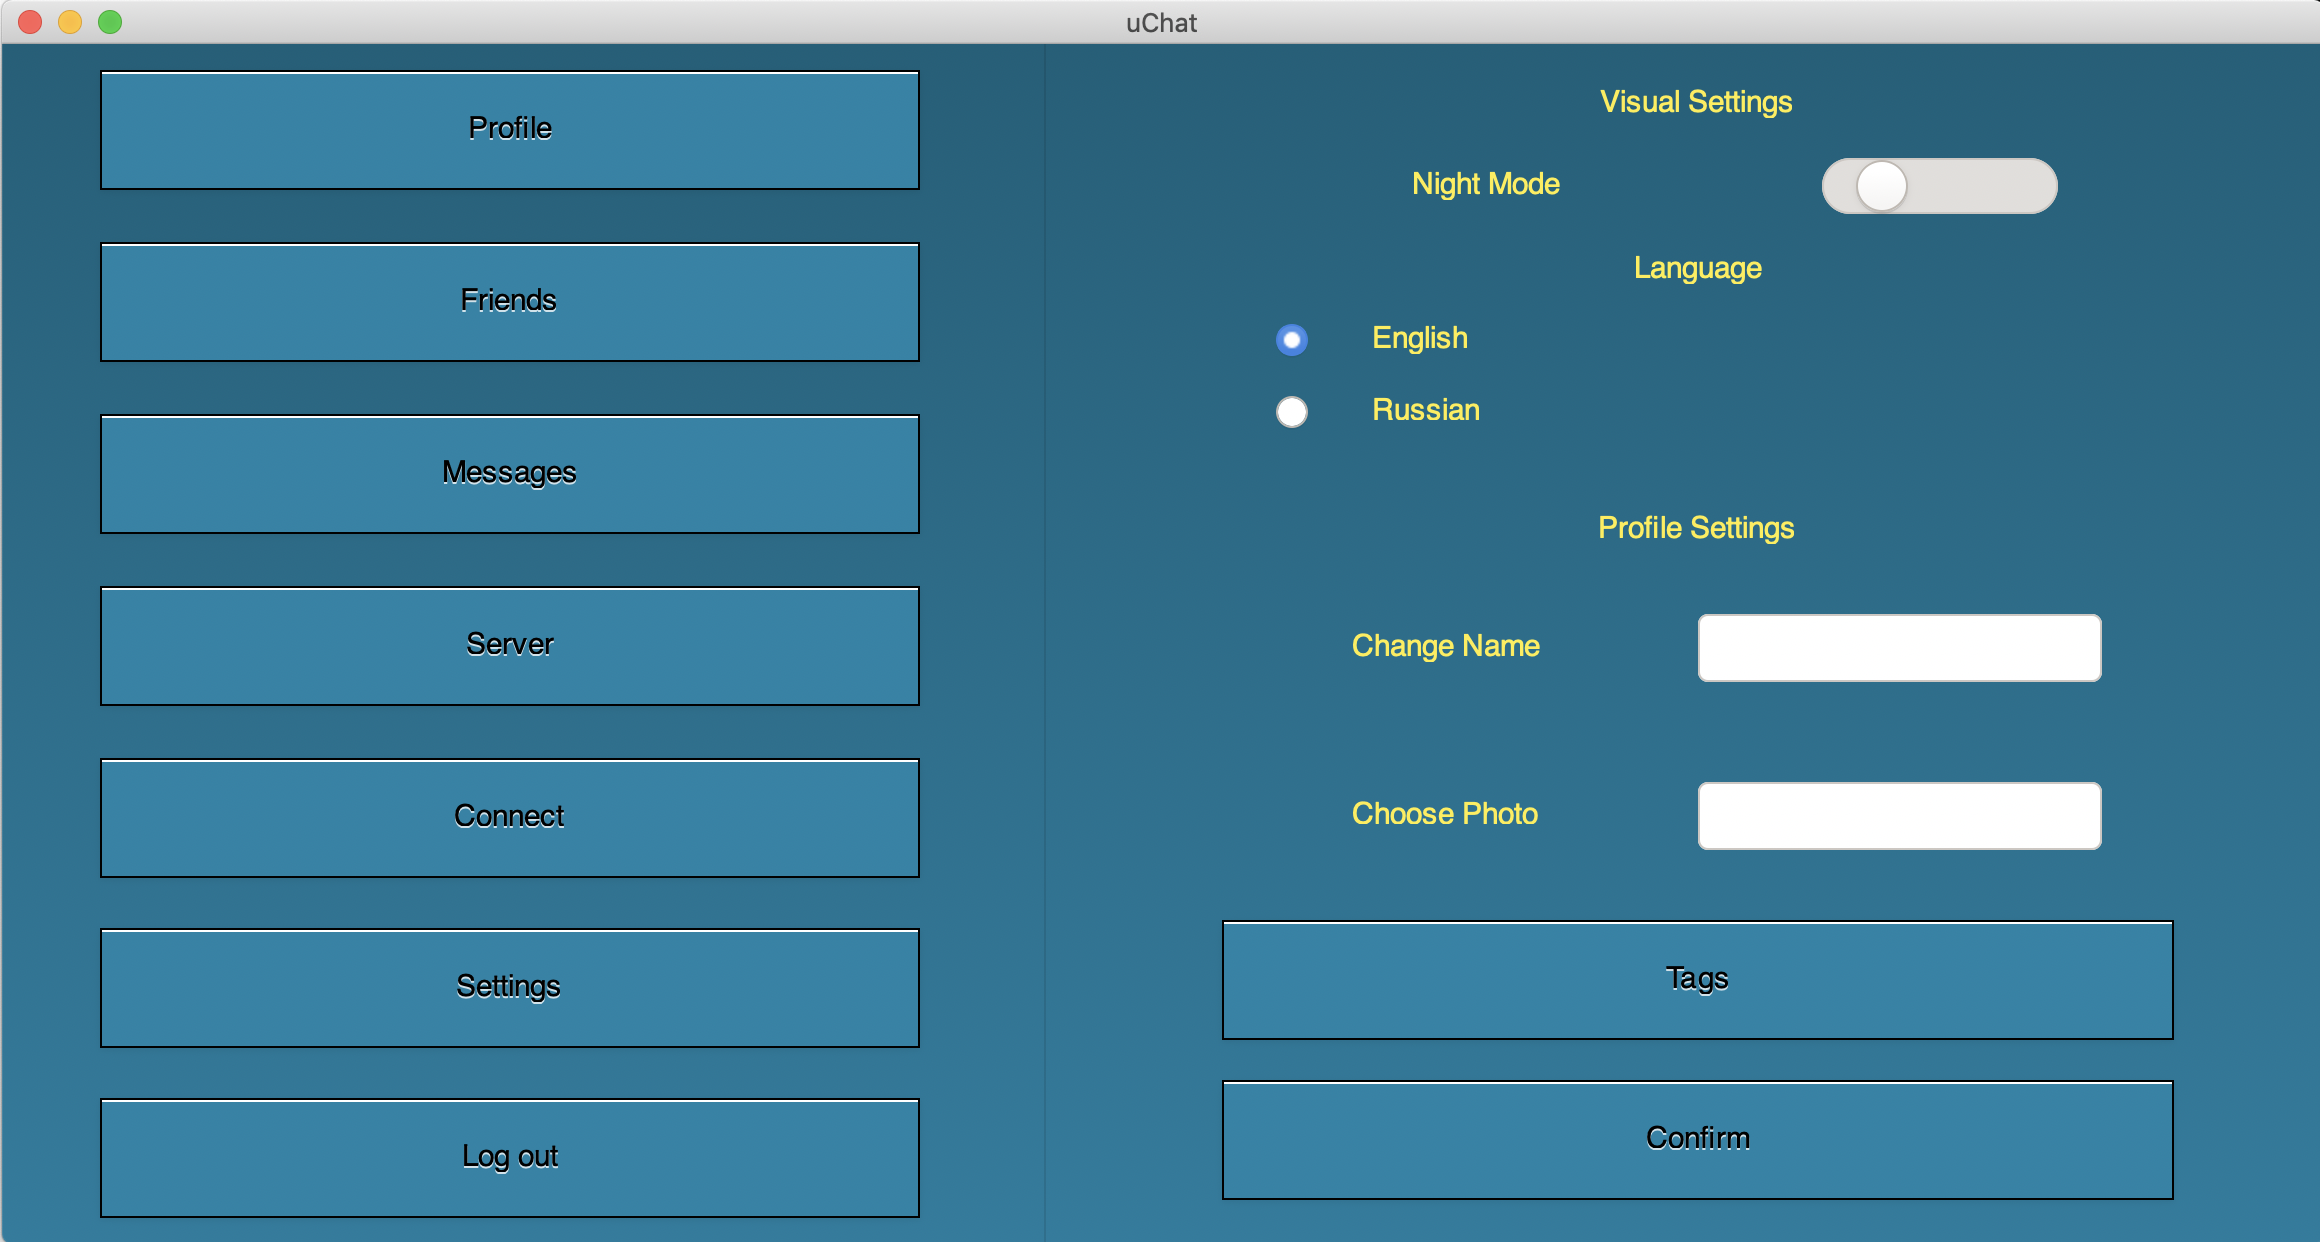 uChat
Profile
Friends
Messages
Server
Connect
Settings
Log out
Visual Settings
Night Mode
Language
English
Russian
Profile Settings
Change Name
Choose Photo
Tags
Confirm